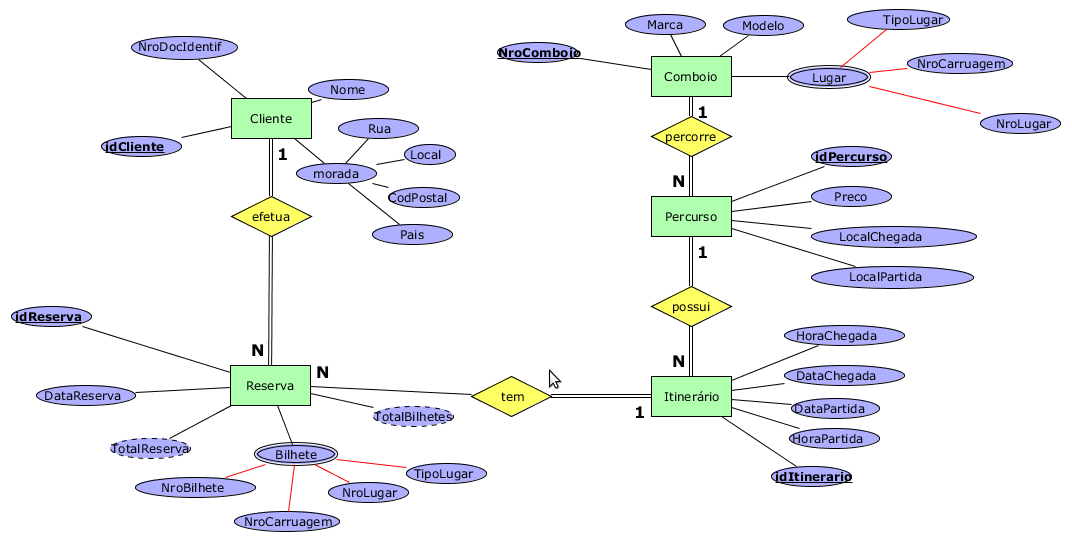 Marca
TipoLugar
Modelo
NroDocIdentif
NroComboio
NroCarruagem
Comboio
Lugar
Nome
1
Cliente
NroLugar
Rua
percorre
idCliente
1
Local
idPercurso
morada
N
CodPostal
Preco
efetua
Percurso
Pais
LocalChegada
1
LocalPartida
possui
idReserva
HoraChegada
N
N
N
DataChegada
Reserva
DataReserva
tem
Itinerário
1
TotalBilhetes
DataPartida
TotalReserva
HoraPartida
Bilhete
TipoLugar
idItinerario
NroBilhete
NroLugar
NroCarruagem